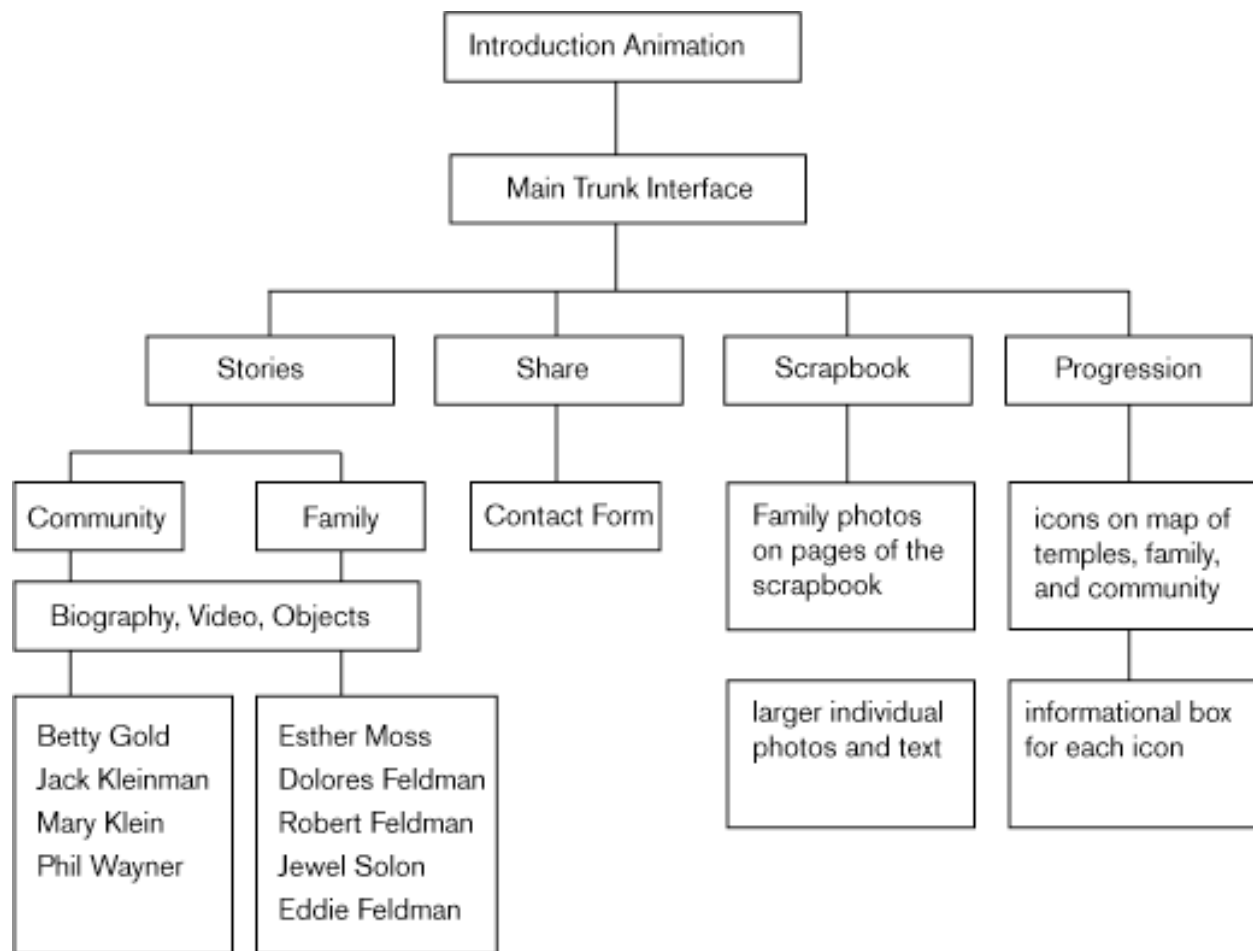 Introduction Animation
Main Trunk Interface
Stories
Share
Scrapbook
Progression
Community
Family
Contact Form
Family photos
on pages of the
scrapbook
icons on map of
temples, family,
and community
Biography, Video, Objects
Betty Gold
Jack Kleinman
Mary Klein
Phil Wayner
Esther Moss
Dolores Feldman
Robert Feldman
Jewel Solon
Eddie Feldman
larger individual
photos and text
informational box
for each icon